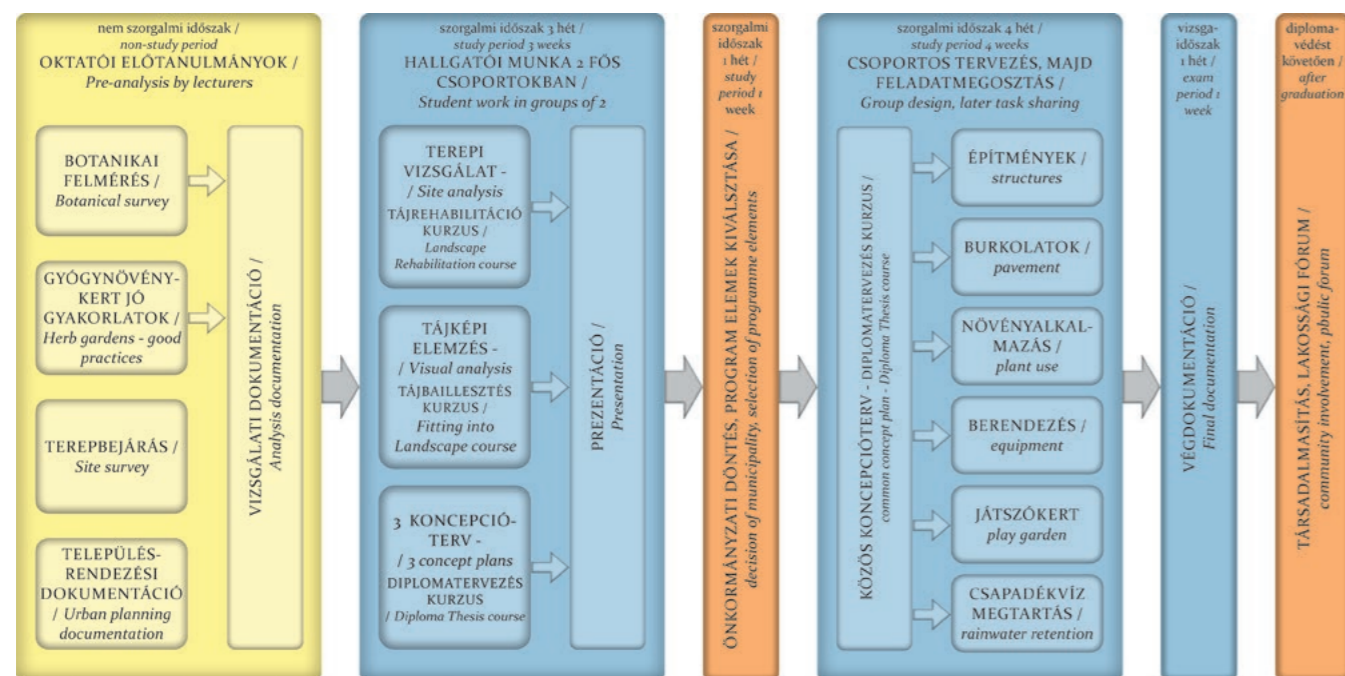 nem szorgalmi időszak /
non-study period
OKTATÓI ELŐTANULMÁNYOK /
Pre-analysis by lecturers
BOTANIKAI
FELMÉRÉS /
Botanical survey
GYÓGYNÖVÉNY-
KERT JÓ
GYAKORLATOK /
Herb gardens - good
practices
TEREPBEJÁRÁS /
Site survey
TELEPÜLÉS-
RENDEZÉSI
DOKUMENTÁCIÓ
/ Urban planning
documentation
VIZSGÁLATI DOKUMENTÁCIÓ /
Analysis documentation
szorgalmi időszak 3 hét /
study period 3 weeks
HALLGATÓI MUNKA 2 FŐS
CSOPORTOKBAN /
Student work in groups of 2
TEREPI
VIZSGÁLAT -
/ Site analysis
TÁJREHABILITÁCIÓ
KURZUS /
Landscape
Rehabilitation course
TÁJKÉPI
ELEMZÉS -
/ Visual analysis
TÁJBAILLESZTÉS
KURZUS /
Fitting into
Landscape course
3 KONCEPCIÓ-
TERV -
/ 3 concept plans
DIPLOMATERVEZÉS
KURZUS
/ Diploma Thesis course
PREZENTÁCIÓ /
Presentation
szorgalmi
időszak
1 hét /
study
period 1
week
ÖNKORMÁNYZATI DÖNTÉS, PROGRAM ELEMEK KIVÁLSZTÁSA /
decision of municipality, selection of programme elements
szorgalmi időszak 4 hét /
study period 4 weeks
CSOPORTOS TERVEZÉS, MAJD
FELADATMEGOSZTÁS /
Group design, later task sharing
KÖZÖS KONCEPCIÓTERV - DIPLOMATERVEZÉS KURZUS /
common concept plan - Diploma Thesis course
ÉPÍTMÉNYEK /
structures
BURKOLATOK /
pavement
NÖVÉNYALKAL-
MAZÁS /
plant use
BERENDEZÉS /
equipment
JÁTSZÓKERT
play garden
CSAPADÉKVÍZ
MEGTARTÁS /
rainwater retention
vizsga-
időszak
1 hét /
exam
period 1
week
VÉGDOKUMENTÁCIÓ /
Final documentation
diploma-
védést
követően /
after
graduation
TÁRSADALMASÍTÁS, LAKOSSÁGI FÓRUM /
community involvement, pbulic forum